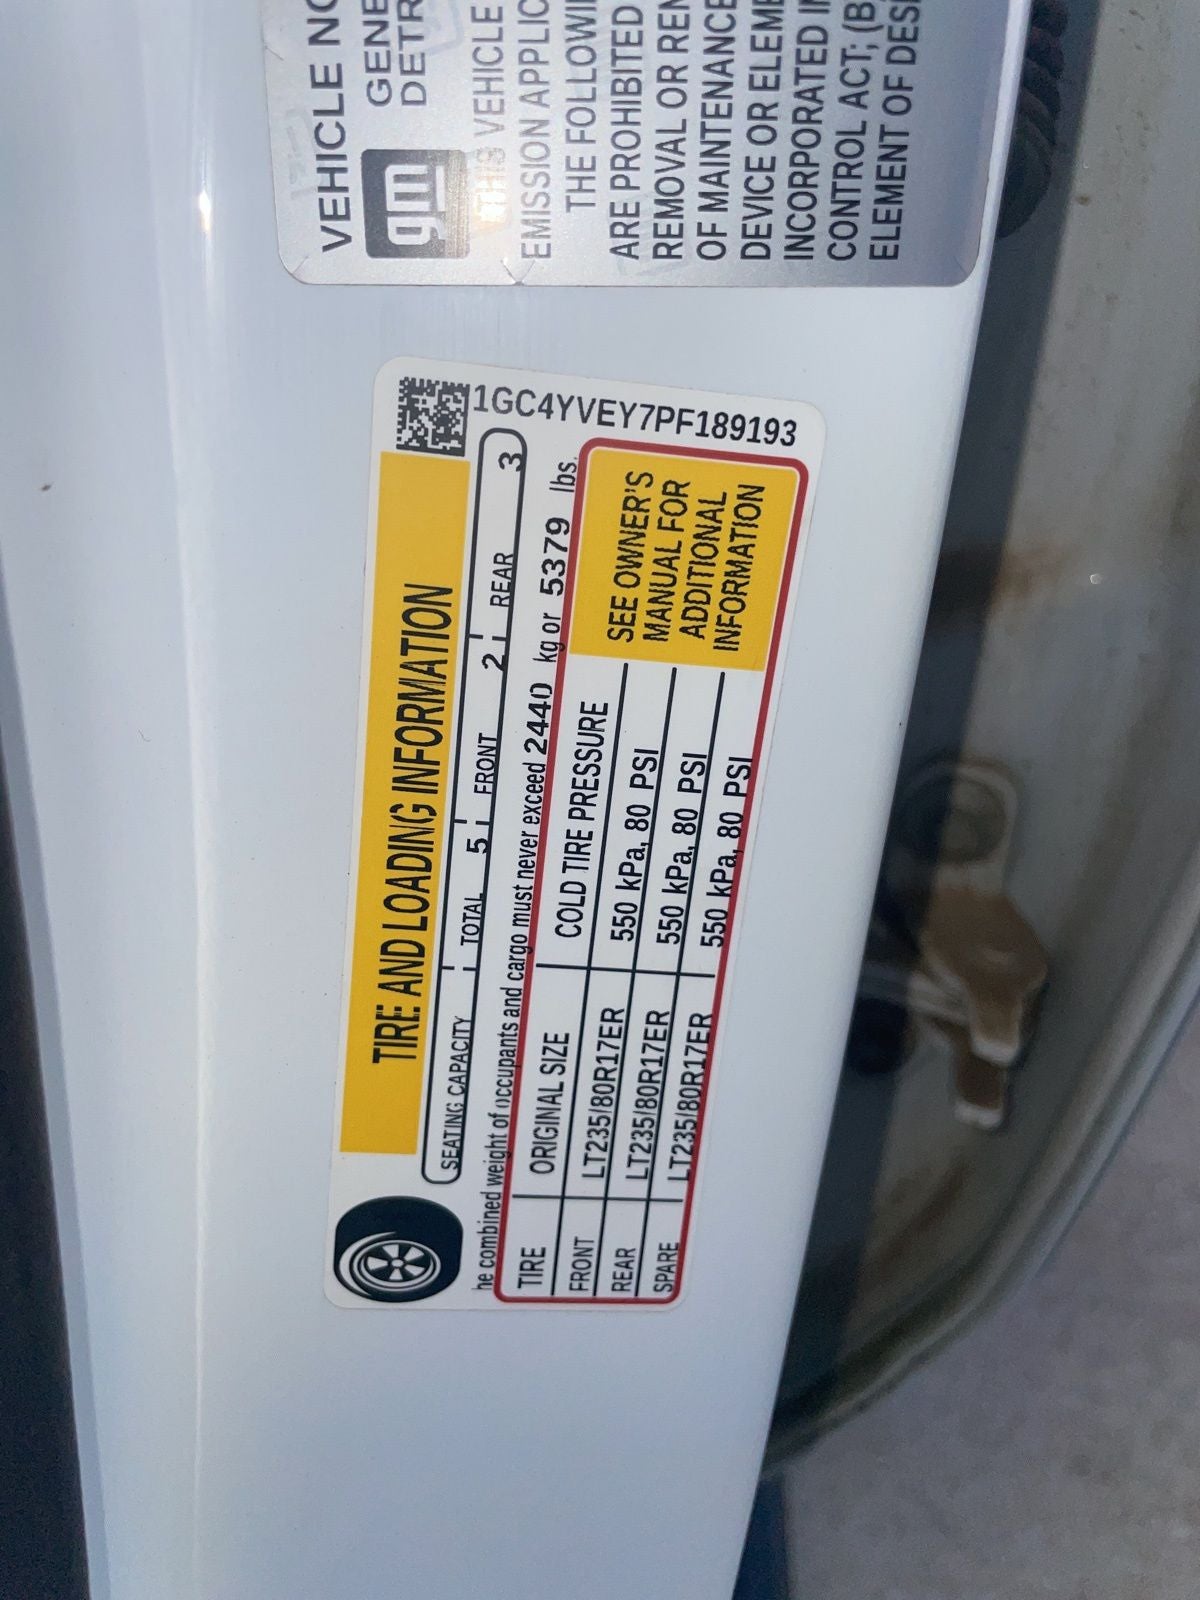 TIRE AND LOADING INFORMATION
SEATING CAPACITY TOTAL 5 FRONT 2 REAR 3
he combined weight of occupants and cargo must never exceed 2440 kg or 5379 lbs.
TIRE ORIGINAL SIZE COLD TIRE PRESSURE
FRONT LT235/80R17ER 550 kPa, 80 PSI
REAR LT235/80R17ER 550 kPa, 80 PSI
SPARE LT235/80R17ER 550 kPa, 80 PSI
SEE OWNER'S
MANUAL FOR
ADDITIONAL
INFORMATION
1GC4YVEY7PF189193
VEHICLE NO
gm
GENE
DETR
THIS VEHICLE
EMISSION APPLIC
THE FOLLOWI
ARE PROHIBITED
REMOVAL OR REN
OF MAINTENANCE
DEVICE OR ELEME
INCORPORATED IN
CONTROL ACT; (B
ELEMENT OF DESI